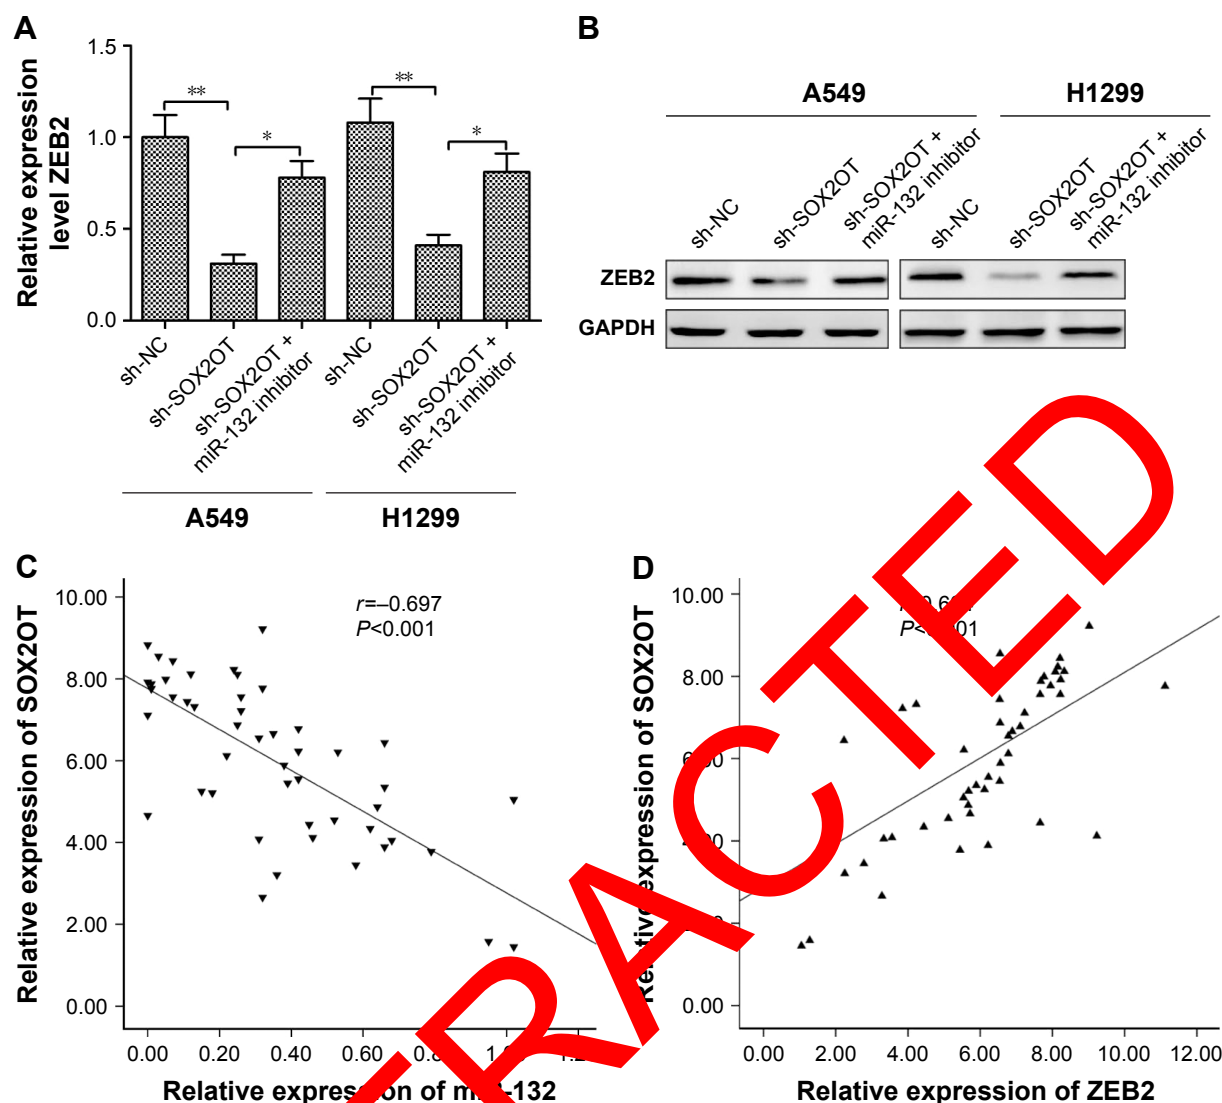 A
Relative expression
level ZEB2
1.5
1.0
0.5
0.0
**
*
**
*
sh-NC
sh-SOX2OT
sh-SOX2OT +
miR-132 inhibitor
sh-NC
sh-SOX2OT
sh-SOX2OT +
miR-132 inhibitor
A549
H1299
B
A549
H1299
sh-NC
sh-SOX2OT
sh-SOX2OT +
miR-132 inhibitor
sh-NC
sh-SOX2OT
sh-SOX2OT +
miR-132 inhibitor
ZEB2
GAPDH
C
Relative expression of SOX2OT
10.00
8.00
6.00
4.00
2.00
0.00
r=–0.697
P<0.001
0.00
0.20
0.40
0.60
Relative expression of
D
Relative expression of SOX2OT
10.00
8.00
0.00
0.00
2.00
4.00
6.00
8.00
10.00
12.00
Relative expression of ZEB2
RACTED